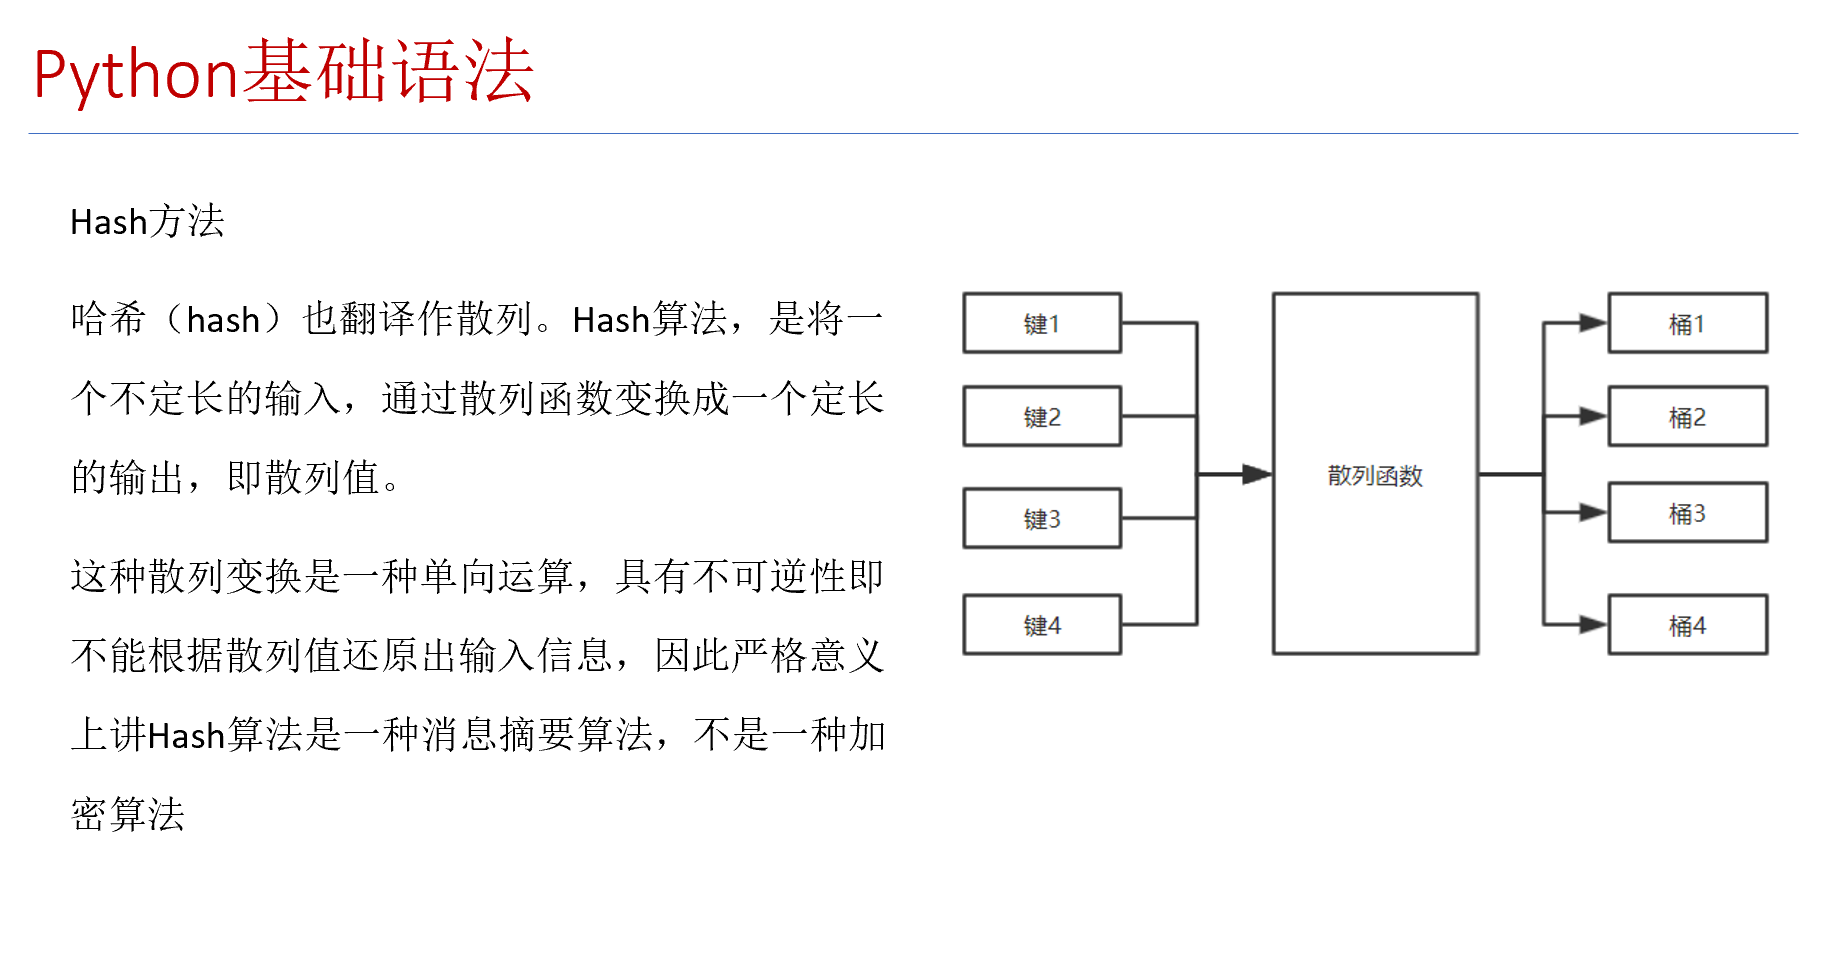 Python基础语法
Hash方法
哈希（hash）也翻译作散列。Hash算法，是将一
个不定长的输入，通过散列函数变换成一个定长
的输出，即散列值。
这种散列变换是一种单向运算，具有不可逆性即
不能根据散列值还原出输入信息，因此严格意义
上讲Hash算法是一种消息摘要算法，不是一种加
密算法
键1
键2
键3
键4
散列函数
桶1
桶2
桶3
桶4